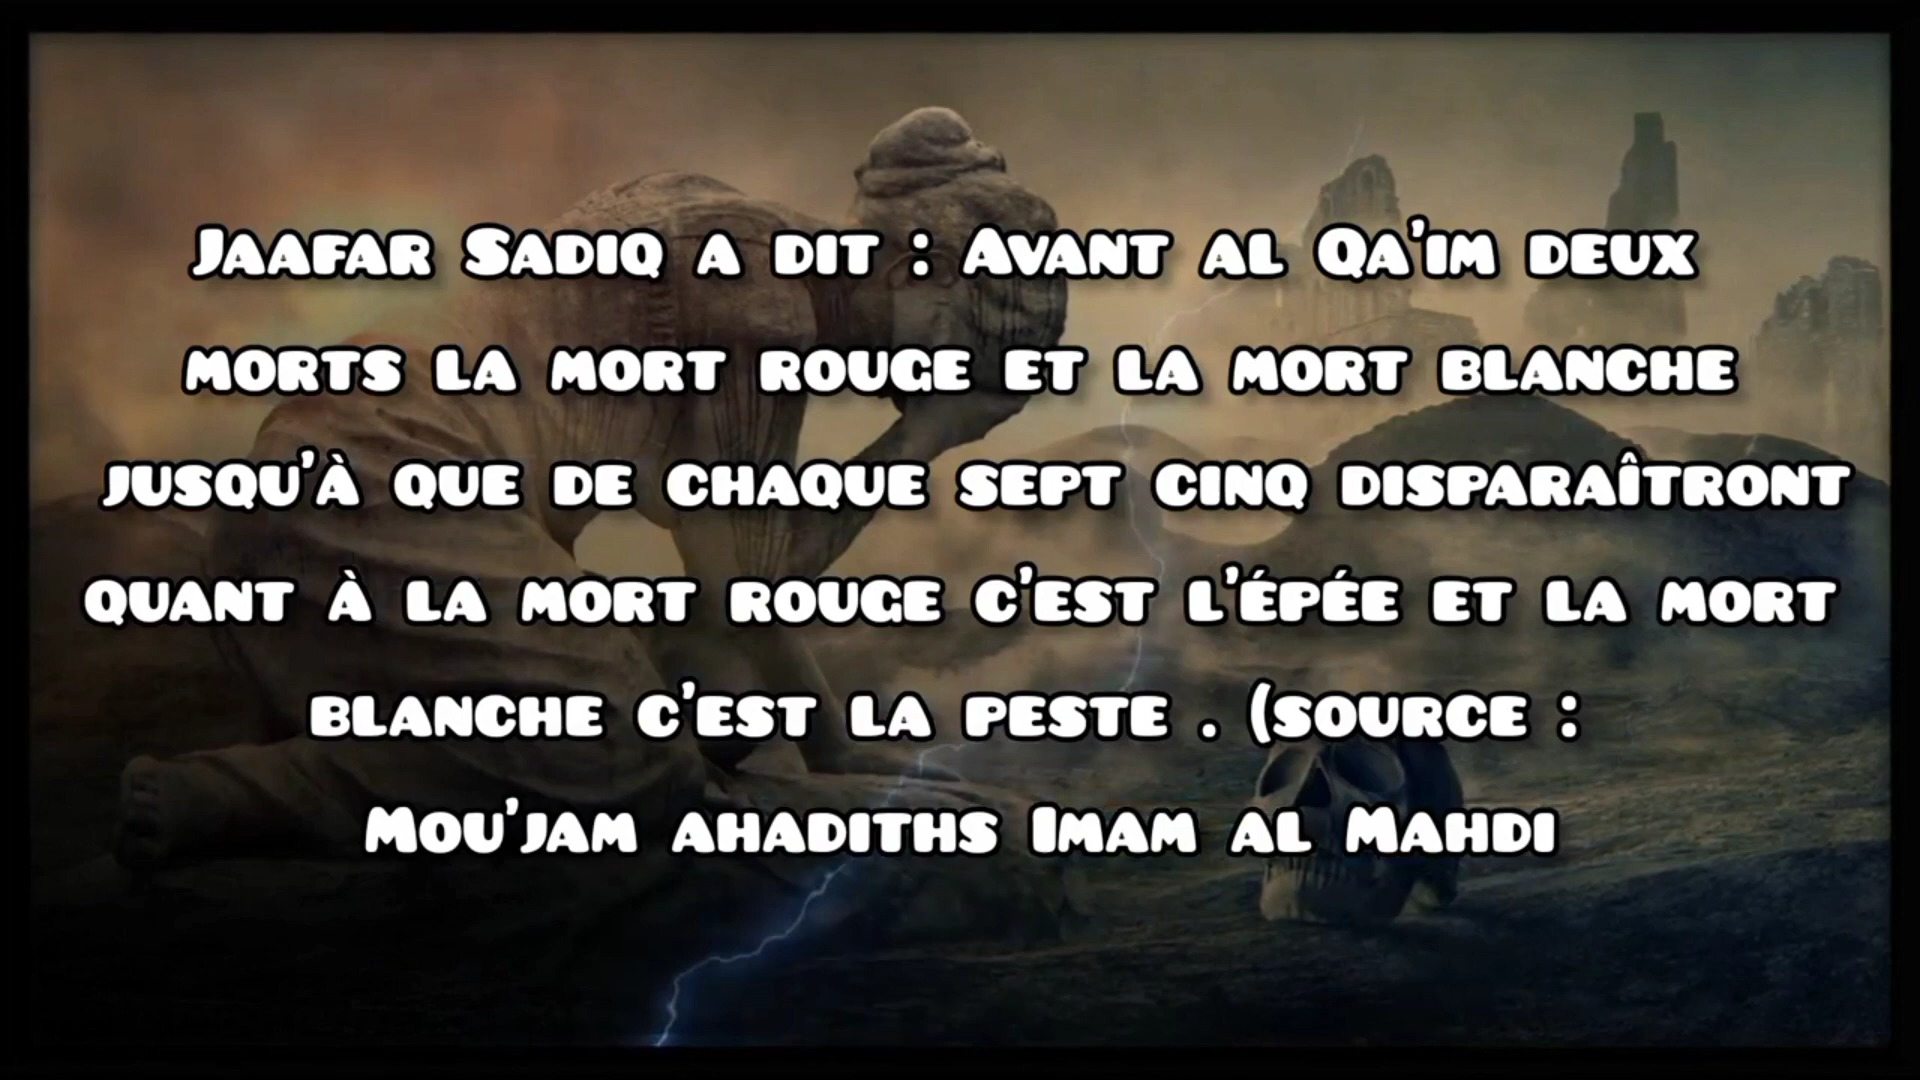 Jaafar Sadiq a dit : Avant al Qa'im deux
morts la mort rouge et la mort blanche
jusqu'à que de chaque sept cinq disparaîtront
quant à la mort rouge c'est l'épée et la mort
blanche c'est la peste . (source :
Mou'jam ahadiths Imam al Mahdi